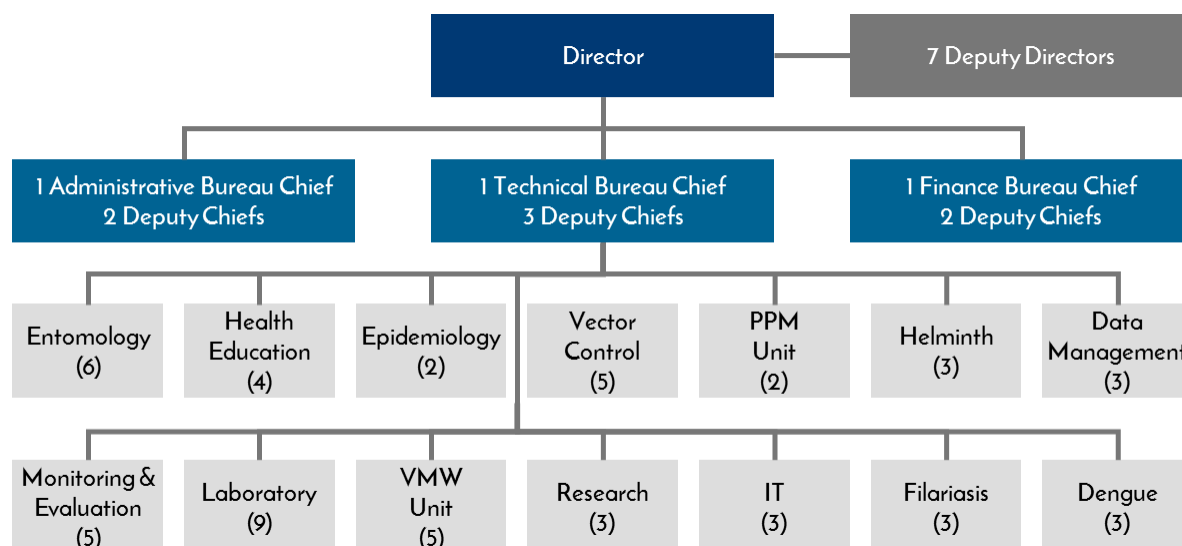 Director
7 Deputy Directors
1 Administrative Bureau Chief
2 Deputy Chiefs
1 Technical Bureau Chief
3 Deputy Chiefs
1 Finance Bureau Chief
2 Deputy Chiefs
Entomology
(6)
Health
Education
(4)
Epidemiology
(2)
Vector
Control
(5)
PPM
Unit
(2)
Helminth
(3)
Data
Management
(3)
Monitoring &
Evaluation
(5)
Laboratory
(9)
VMW
Unit
(5)
Research
(3)
IT
(3)
Filariasis
(3)
Dengue
(3)